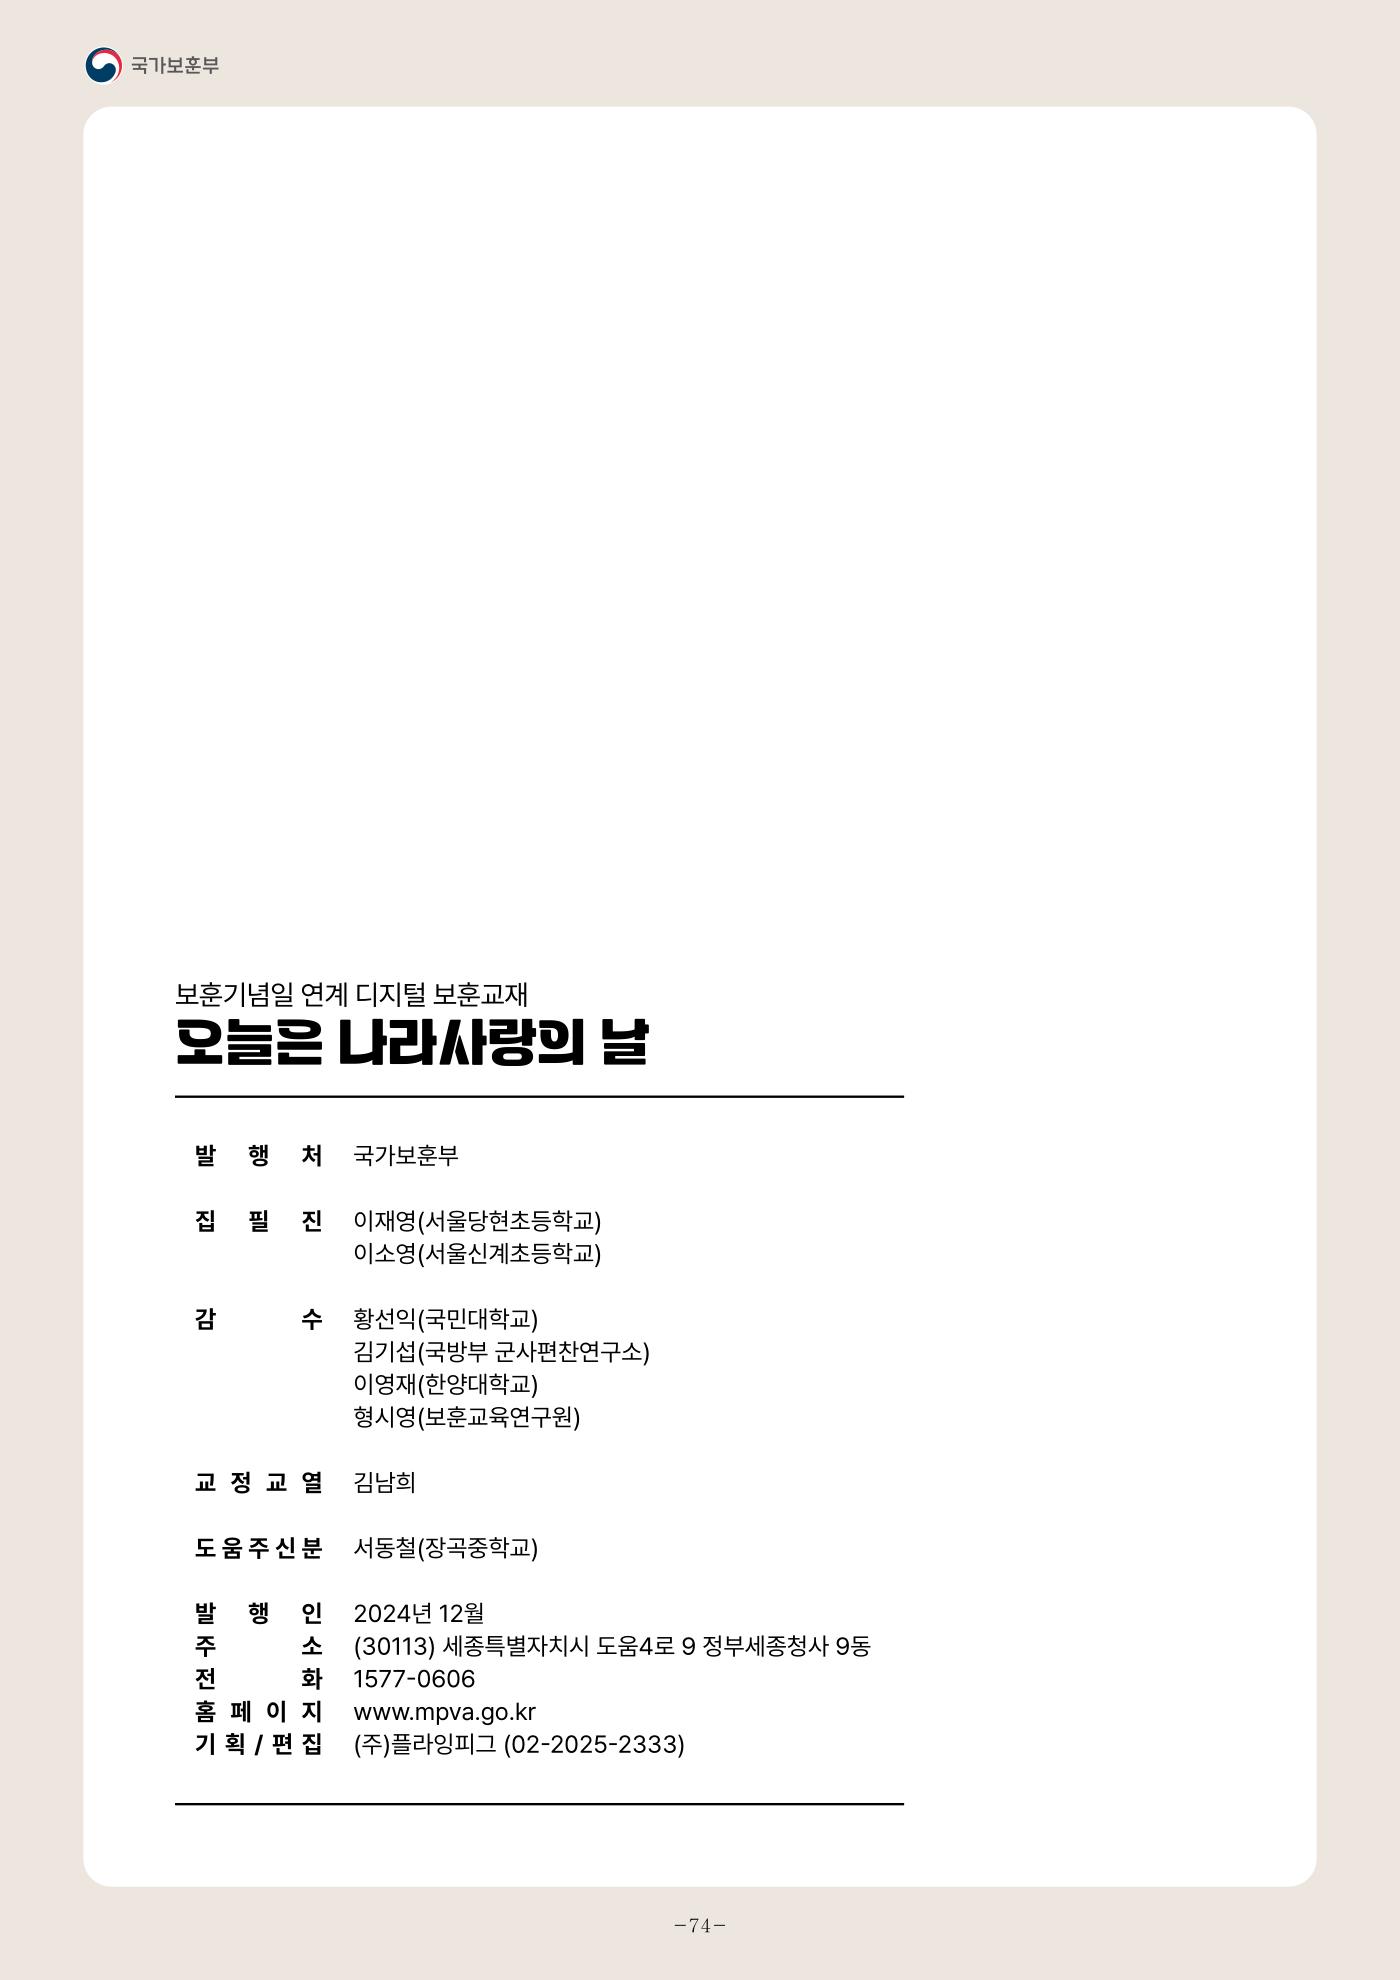 국가보훈부
보훈기념일 연계 디지털 보훈교재
오늘은 나라사랑의 날
발 행 처 국가보훈부
집 필 진 이재영(서울당현초등학교)
이소영(서울신계초등학교)
감 수 황선익(국민대학교)
김기섭(국방부 군사편찬연구소)
이영재(한양대학교)
형시영(보훈교육연구원)
교 정 교 열 김남희
도움주신분 서동철(장곡중학교)
발 행 인 2024년 12월
주 소 (30113) 세종특별자치시 도움4로 9 정부세종청사 9동
전 화 1577-0606
홈 페 이 지 www.mpva.go.kr
기 획 / 편 집 (주)플라잉피그 (02-2025-2333)
-74-